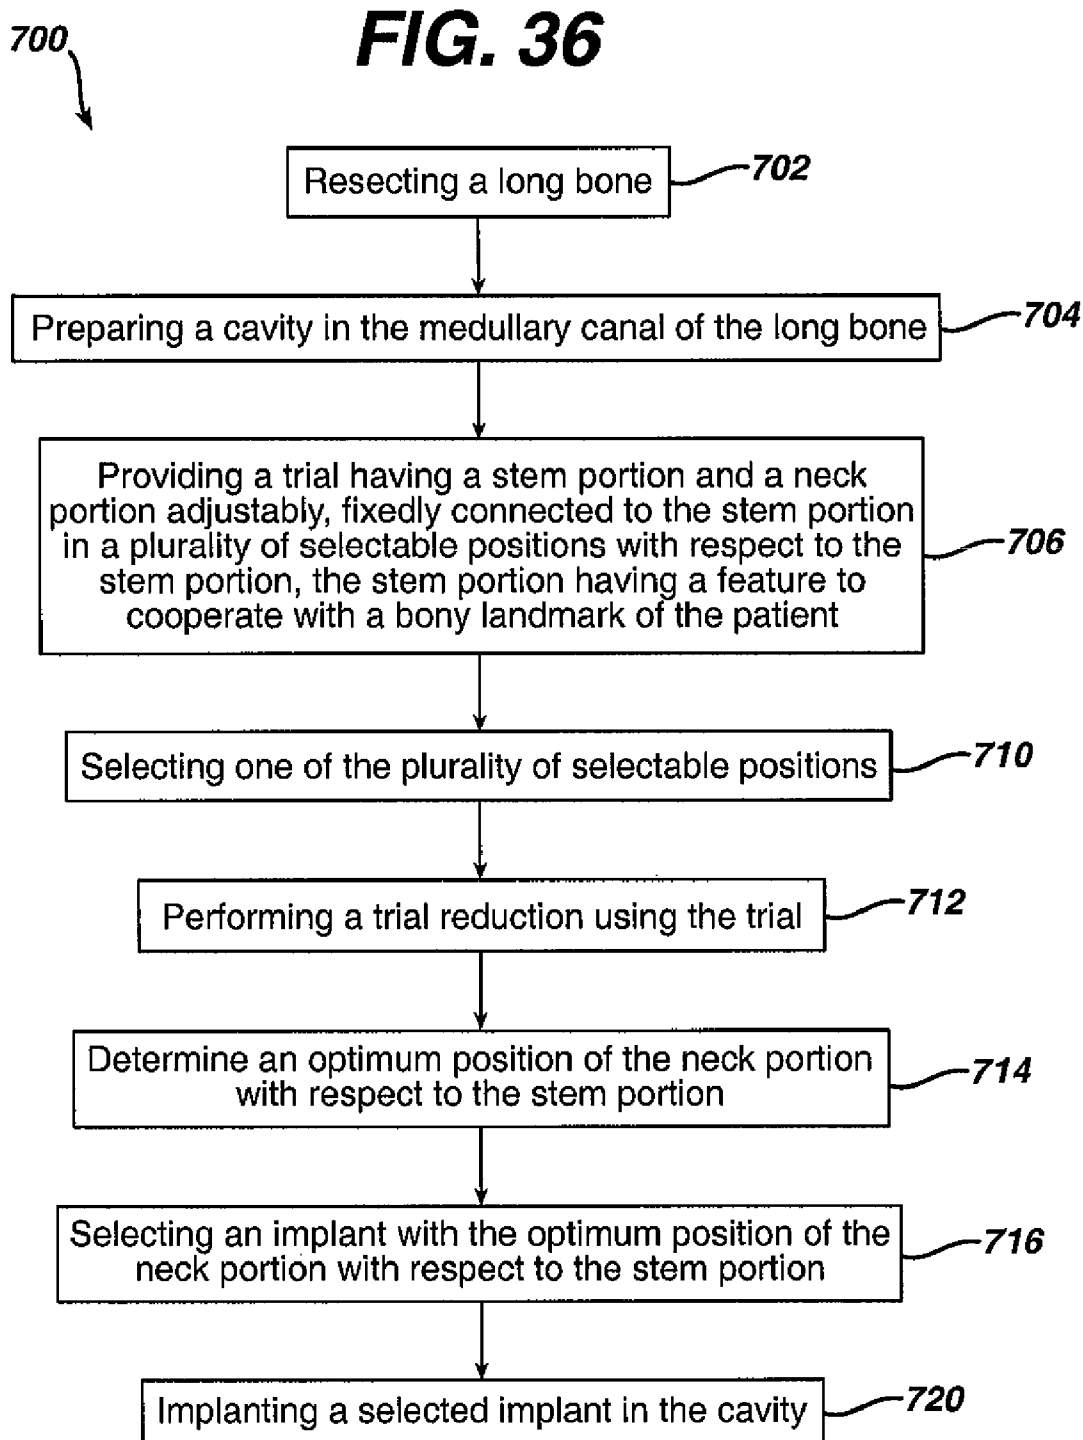 700
FIG. 36
Resecting a long bone
702
Preparing a cavity in the medullary canal of the long bone
704
Providing a trial having a stem portion and a neck
portion adjustably, fixedly connected to the stem portion
in a plurality of selectable positions with respect to the
stem portion, the stem portion having a feature to
cooperate with a bony landmark of the patient
706
Selecting one of the plurality of selectable positions
710
Performing a trial reduction using the trial
712
Determine an optimum position of the neck portion
with respect to the stem portion
714
Selecting an implant with the optimum position of the
neck portion with respect to the stem portion
716
Implanting a selected implant in the cavity
720